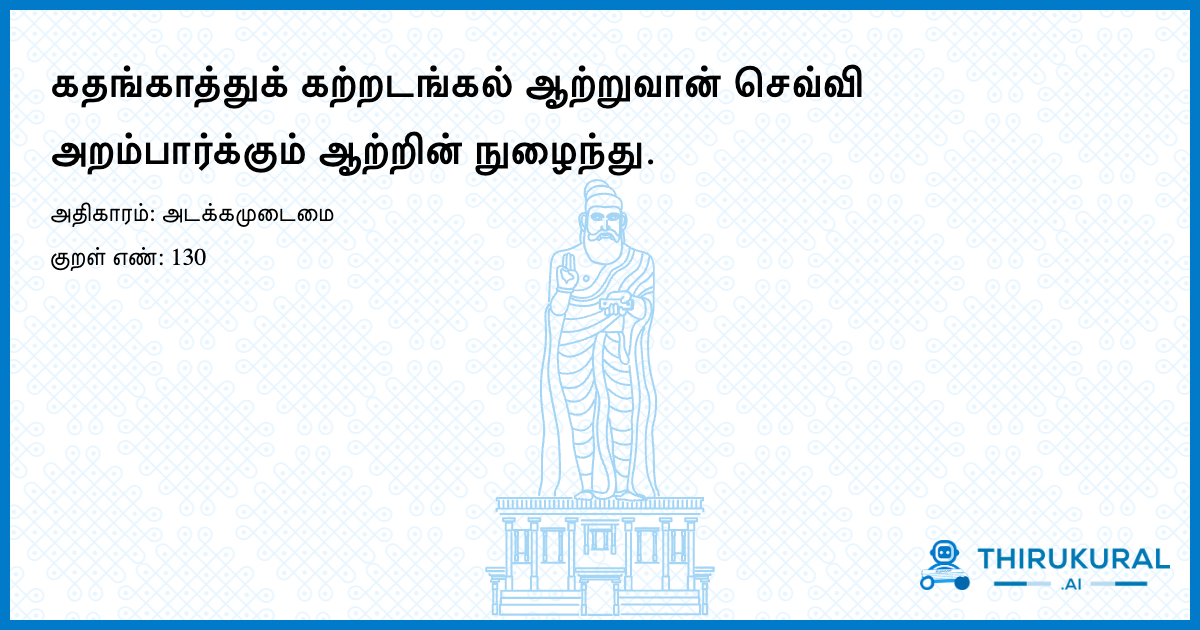 கதங்காத்துக் கற்றடங்கல் ஆற்றுவான் செவ்வி
அறம்பார்க்கும் ஆற்றின் நுழைந்து.
அதிகாரம்: அடக்கமுடைமை
குறள் எண்: 130
THIRUKURAL
.AI